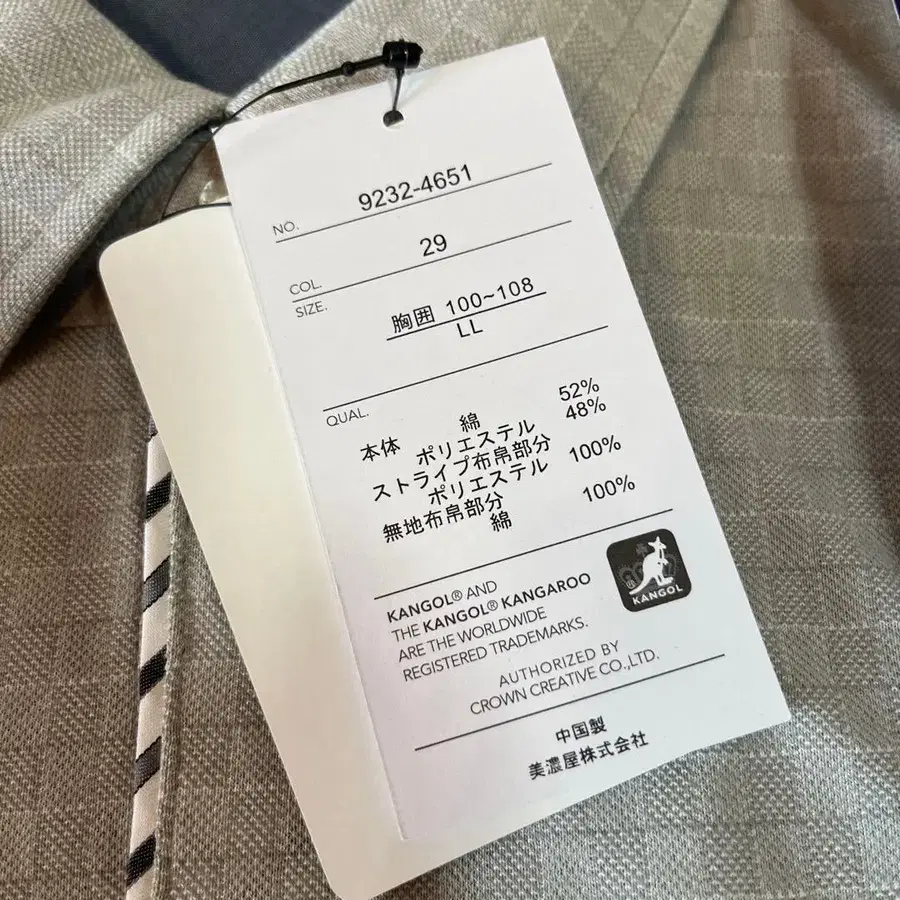 NO. 9232-4651
COL. 29
SIZE. 胸囲 100~108
LL
QUAL.
本体 綿 52%
ポリエステル 48%
ストライプ布帛部分
ポリエステル 100%
無地布帛部分
綿 100%
KANGOL® AND
THE KANGOL® KANGAROO
ARE THE WORLDWIDE
REGISTERED TRADEMARKS.
KANGOL
AUTHORIZED BY
CROWN CREATIVE CO.,LTD.
中国製
美濃屋株式会社